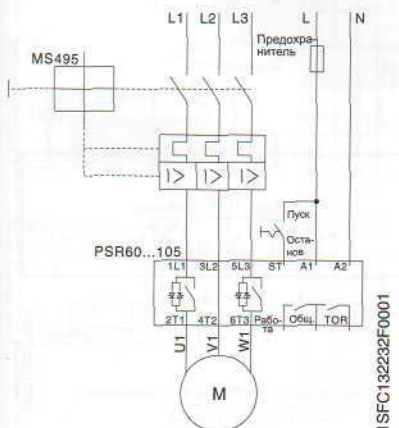 L1 L2 L3 L N
Предохра-
нитель
MS495
I> I> I>
Пуск
Оста-
нов
PSR60...105
1L1 3L2 5L3 ST A1 A2
2T1 4T2 6T3 Рабо-
та Общ. TOR
U1 V1 W1
M
1SFC132232F0001